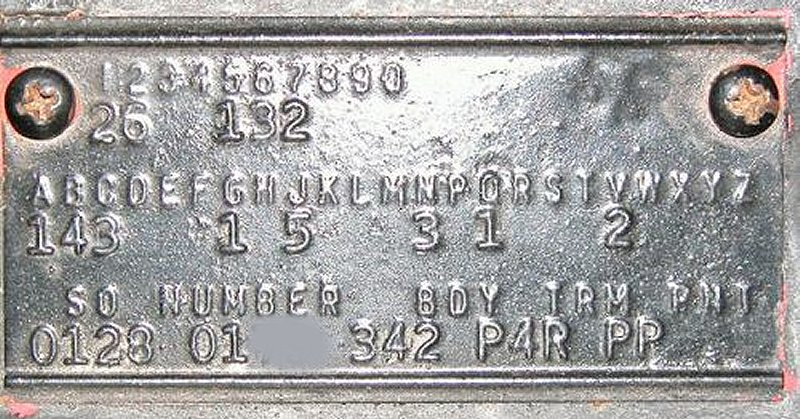 1234567890
26 132
ABCDEFGHJKLMNPQRSTVWXYZ
143 15 31 2
SO NUMBER BDY TRM PNT
0128 01 342 P4R PP